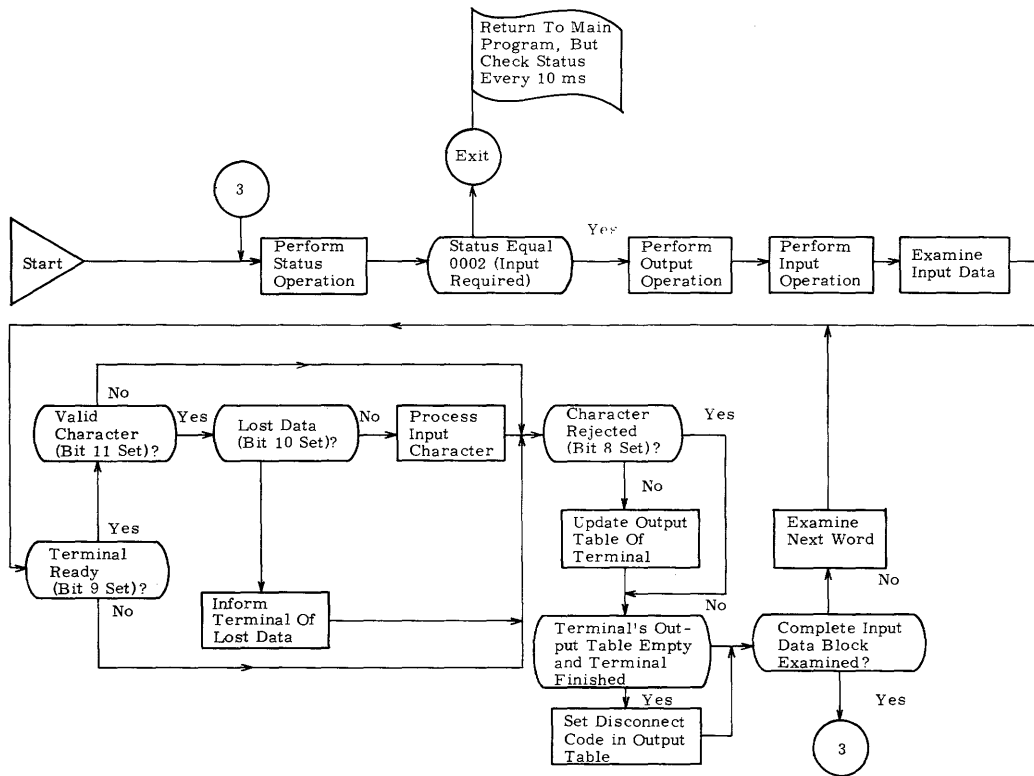 Return To Main
Program, But
Check Status
Every 10 ms
Exit
3
Start
Perform
Status
Operation
Status Equal
0002 (Input
Required)
Yes
Perform
Output
Operation
Perform
Input
Operation
Examine
Input Data
No
Valid
Character
(Bit 11 Set)?
Yes
Lost Data
(Bit 10 Set)?
No
Process
Input
Character
Character
Rejected
(Bit 8 Set)?
Yes
No
Yes
Terminal
Ready
(Bit 9 Set)?
No
Inform
Terminal Of
Lost Data
Update Output
Table Of
Terminal
Examine
Next Word
No
No
Terminal's Out-
put Table Empty
and Terminal
Finished
Complete Input
Data Block
Examined?
Yes
Yes
Set Disconnect
Code in Output
Table
3